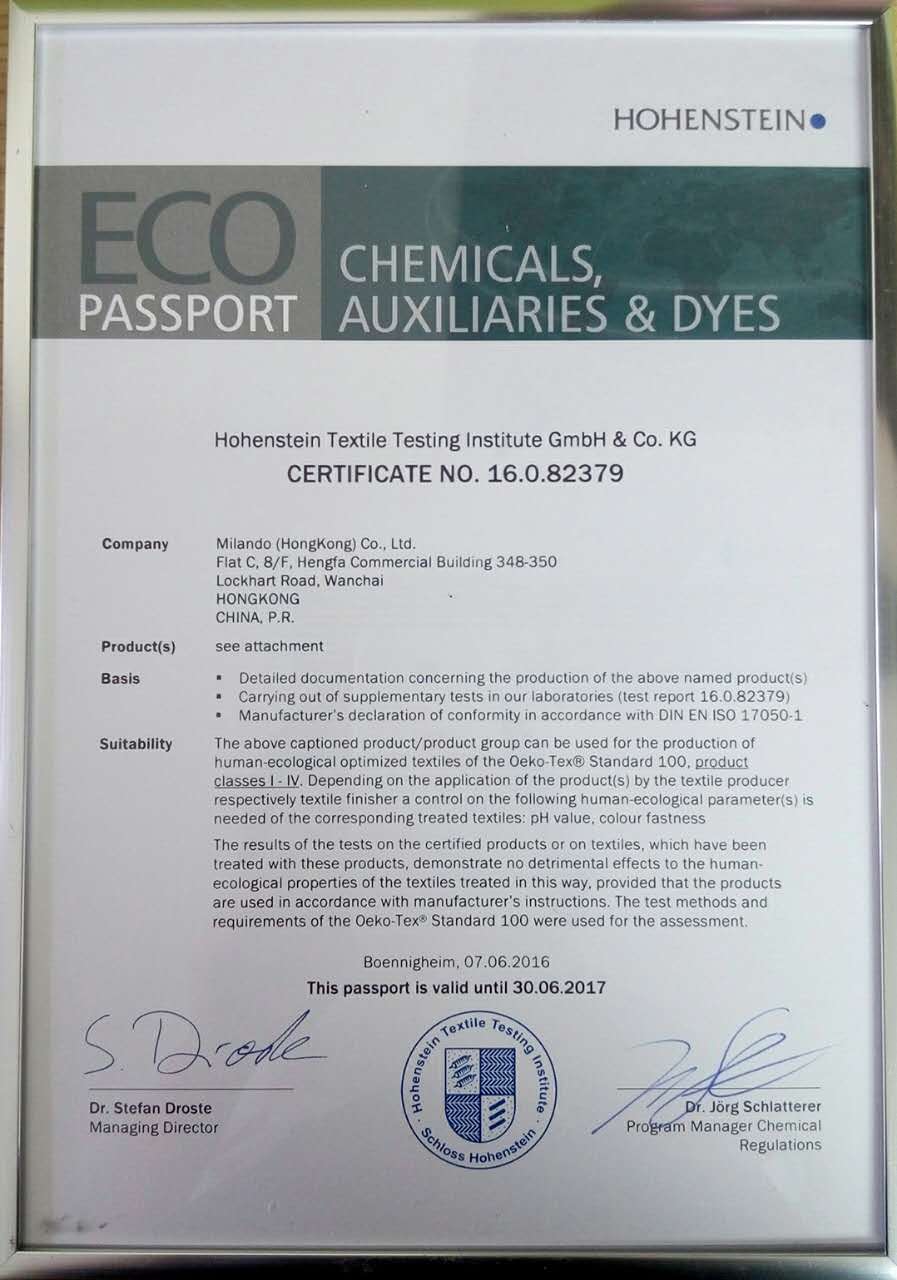 HOHENSTEIN
ECO
PASSPORT
CHEMICALS,
AUXILIARIES & DYES
Hohenstein Textile Testing Institute GmbH & Co. KG
CERTIFICATE NO. 16.0.82379
Company
Milando (HongKong) Co., Ltd.
Flat C, 8/F, Hengfa Commercial Building 348-350
Lockhart Road, Wanchai
HONGKONG
CHINA, P.R.
Product(s) see attachment
Basis
▪ Detailed documentation concerning the production of the above named product(s)
▪ Carrying out of supplementary tests in our laboratories (test report 16.0.82379)
▪ Manufacturer's declaration of conformity in accordance with DIN EN ISO 17050-1
Suitability
The above captioned product/product group can be used for the production of
human-ecological optimized textiles of the Oeko-Tex® Standard 100, product
classes I - IV. Depending on the application of the product(s) by the textile producer
respectively textile finisher a control on the following human-ecological parameter(s) is
needed of the corresponding treated textiles: pH value, colour fastness
The results of the tests on the certified products or on textiles, which have been
treated with these products, demonstrate no detrimental effects to the human-
ecological properties of the textiles treated in this way, provided that the products
are used in accordance with manufacturer's instructions. The test methods and
requirements of the Oeko-Tex® Standard 100 were used for the assessment.
Boennigheim, 07.06.2016
This passport is valid until 30.06.2017
S. Droste
Dr. Stefan Droste
Managing Director
Hohenstein Textile Testing Institute
Schloss Hohenstein
Dr. Jörg Schlatterer
Program Manager Chemical
Regulations